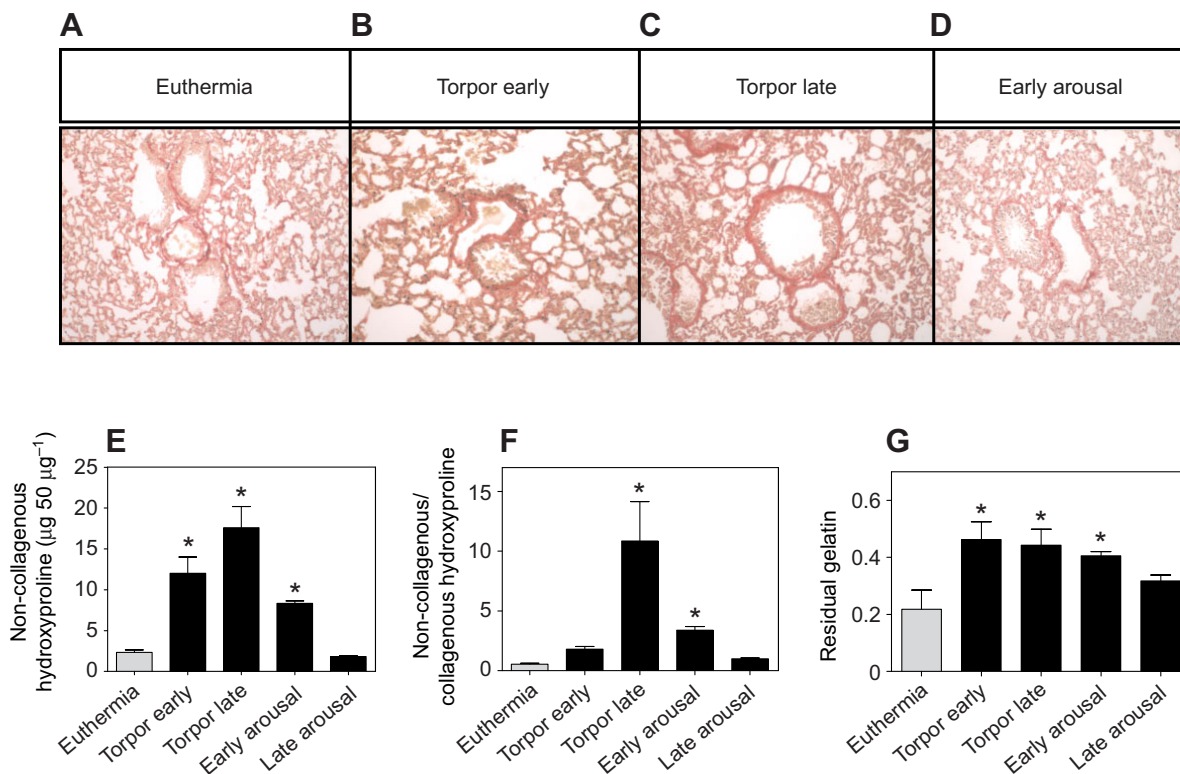 A B C D
Euthermia Torpor early Torpor late Early arousal
E
Non-collagenous
hydroxyproline (μg 50 μg⁻¹)
25
20
15
10
5
0
* * *
Euthermia Torpor early Torpor late Early arousal Late arousal
F
Non-collagenous/
collagenous hydroxyproline
15
10
5
0
* *
Euthermia Torpor early Torpor late Early arousal Late arousal
G
Residual gelatin
0.6
0.4
0.2
0
* * *
Euthermia Torpor early Torpor late Early arousal Late arousal